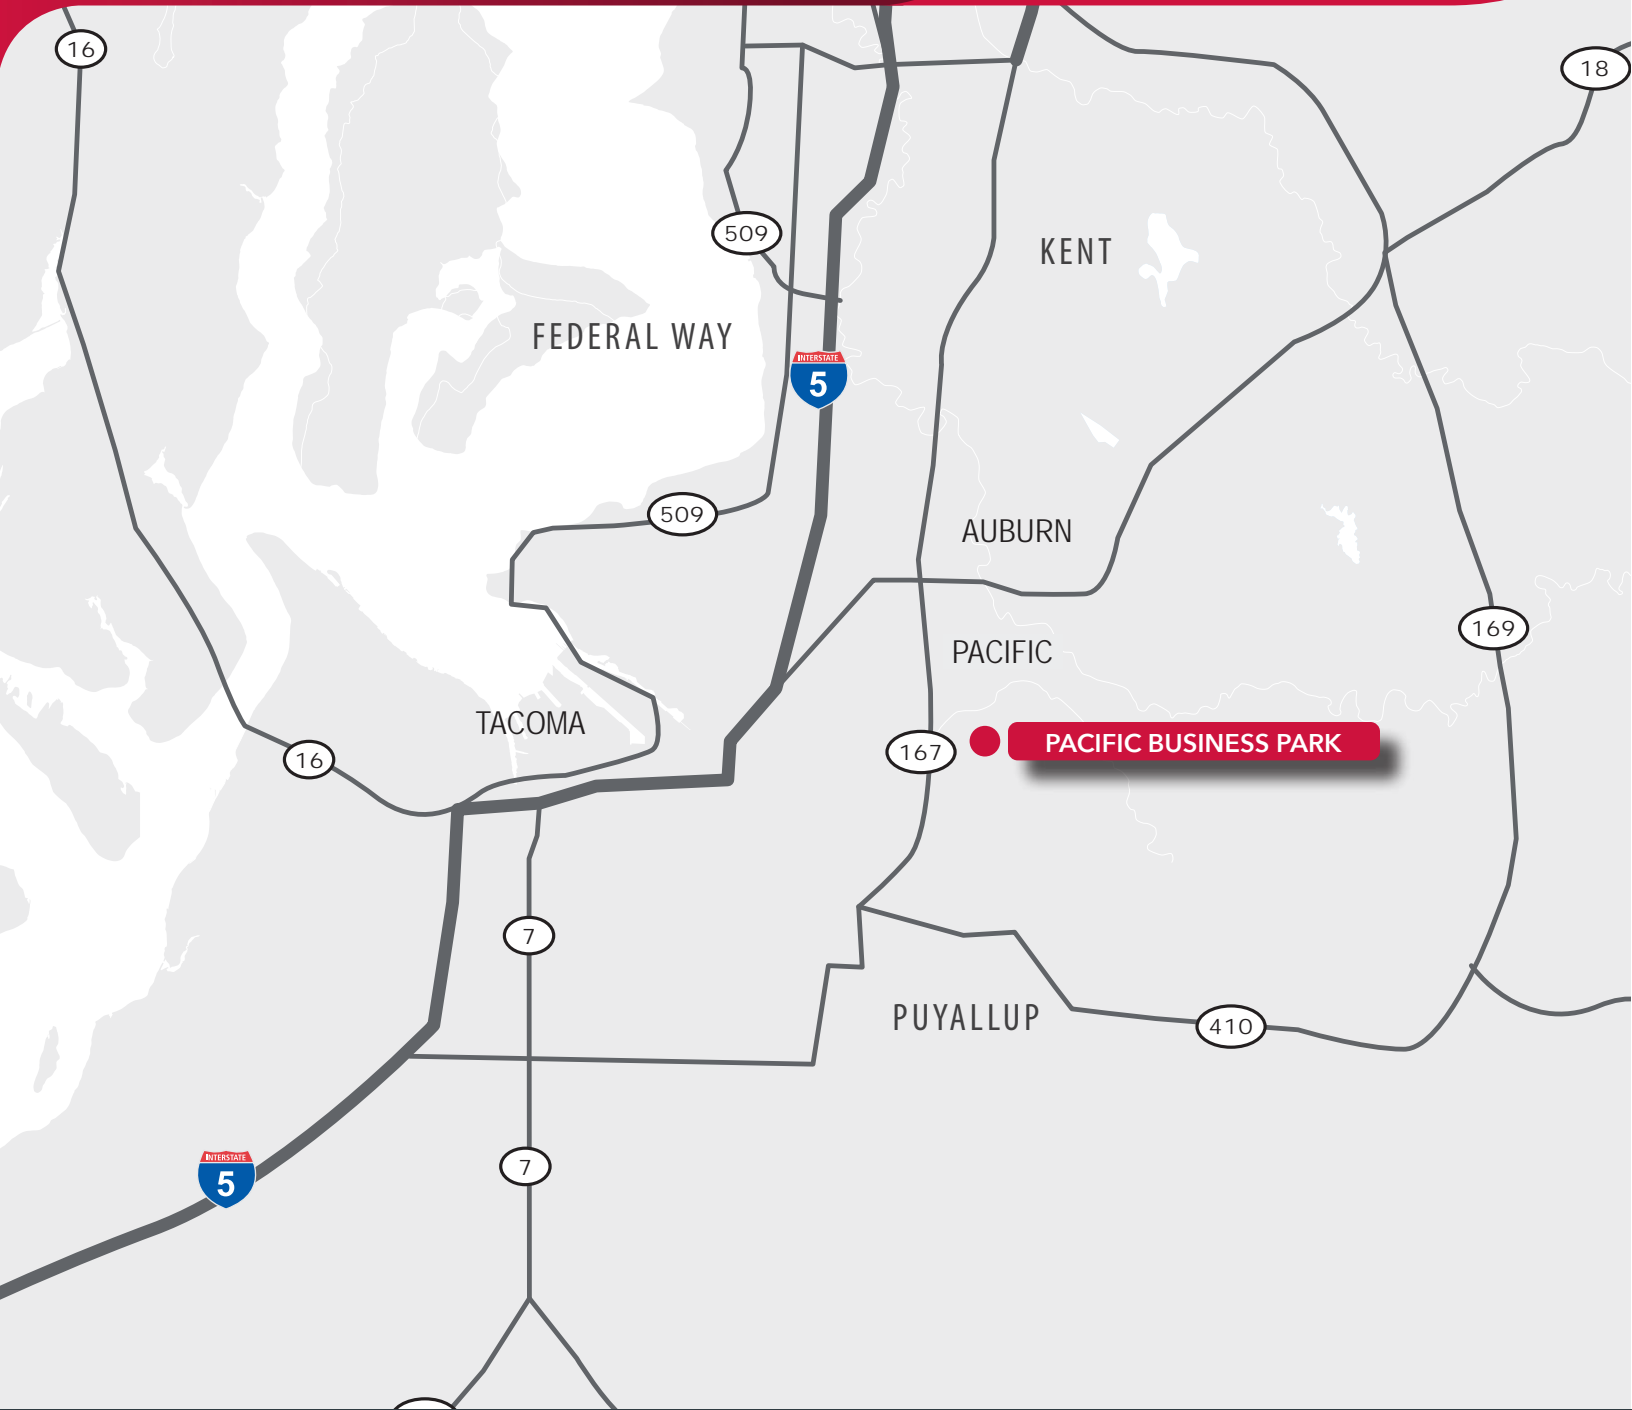 16
18
509
KENT
FEDERAL WAY
INTERSTATE
5
509
AUBURN
169
PACIFIC
TACOMA
167
PACIFIC BUSINESS PARK
16
7
PUYALLUP
410
7
INTERSTATE
5